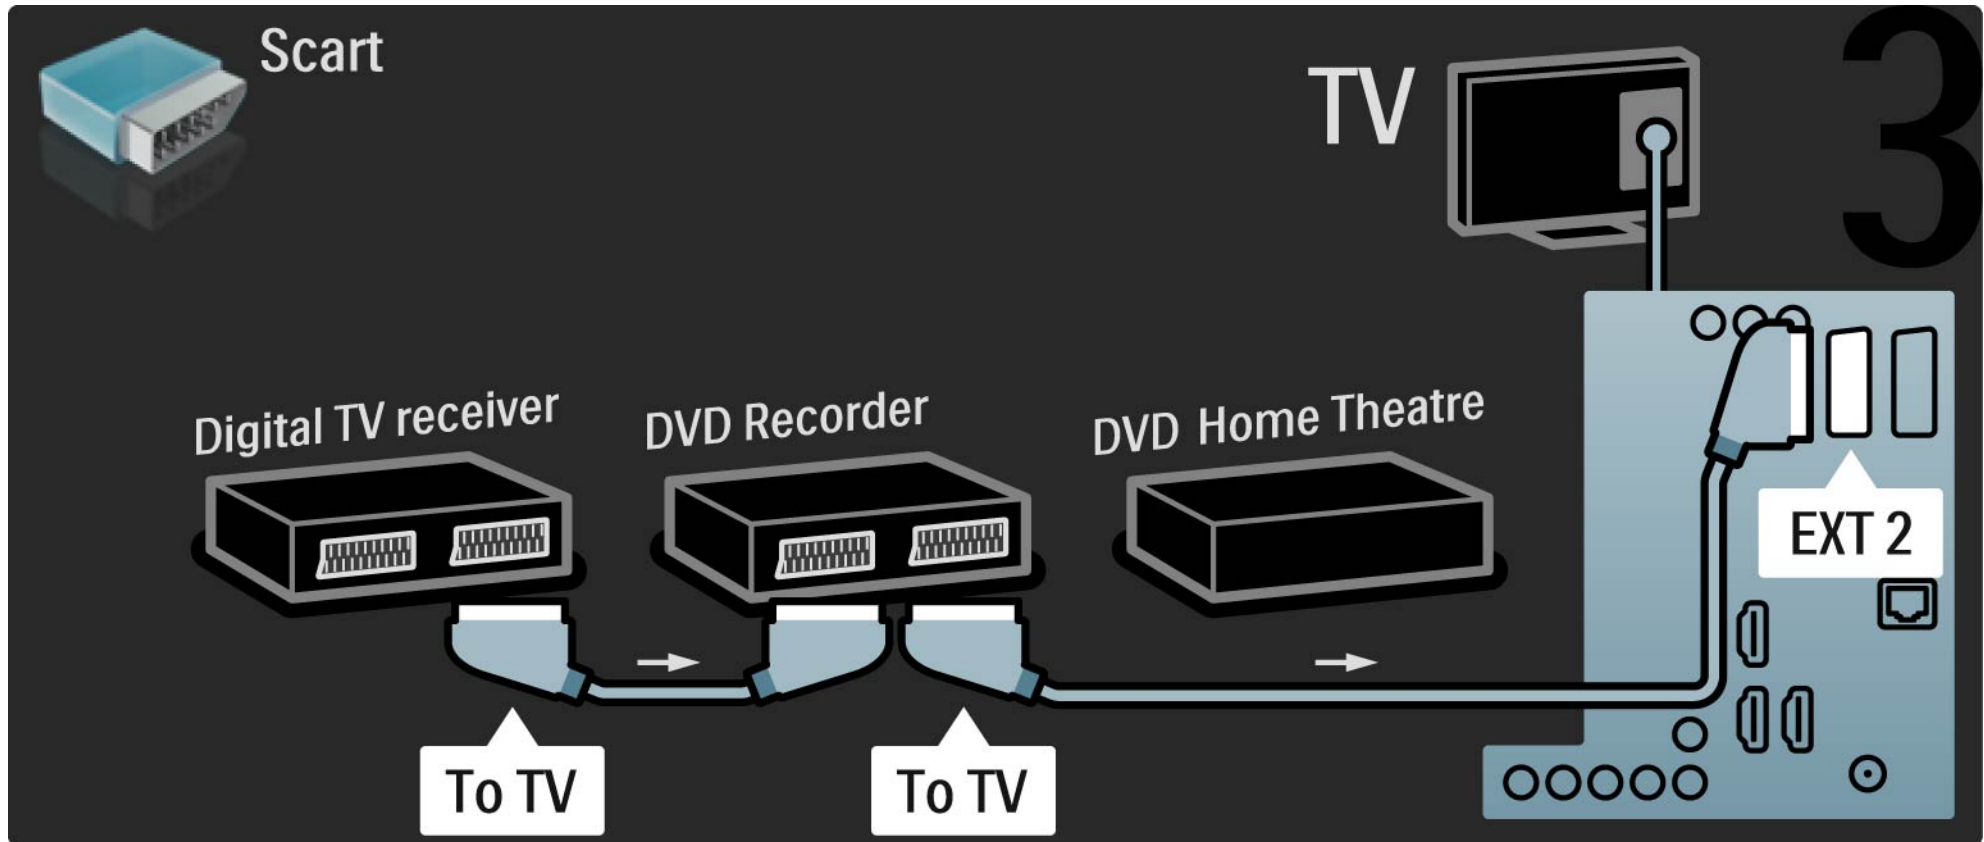 Scart
TV
3
Digital TV receiver
DVD Recorder
DVD Home Theatre
EXT 2
To TV
To TV